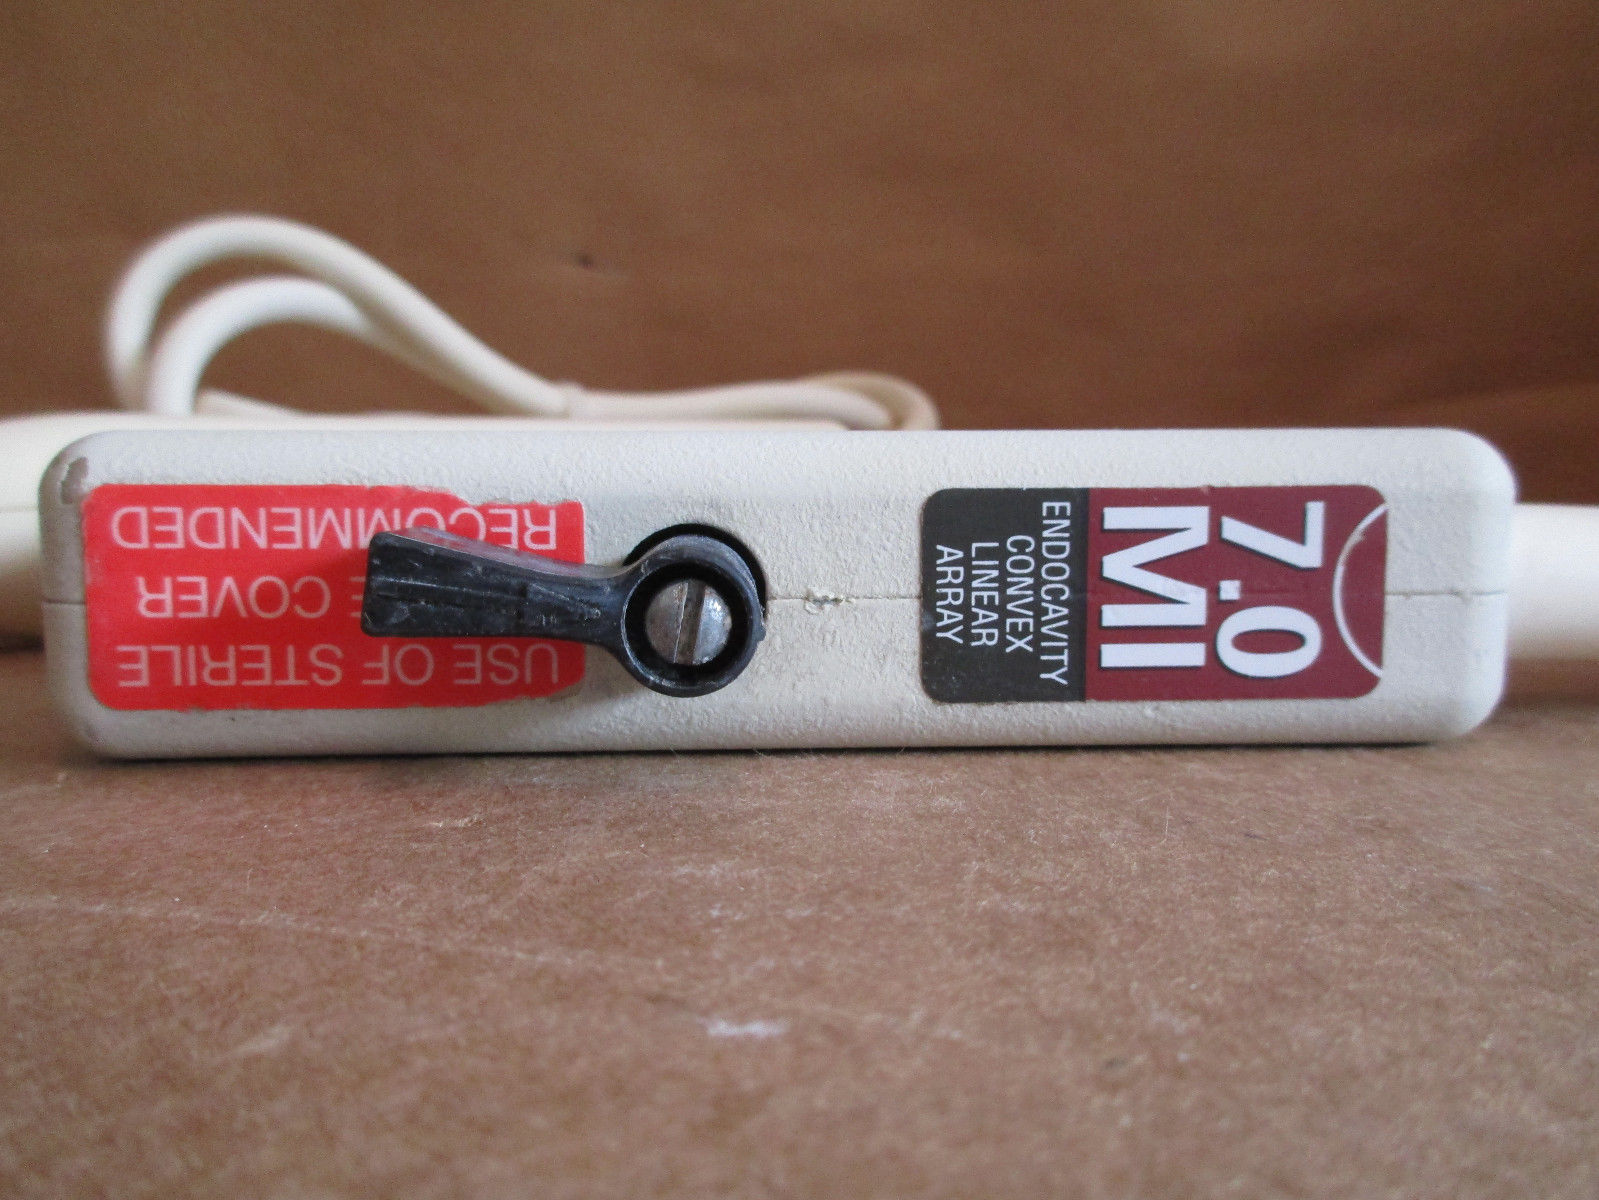 USE OF STERILE
E COVER
RECOMMENDED
7.0
MI
ENDOCAVITY
CONVEX
LINEAR
ARRAY